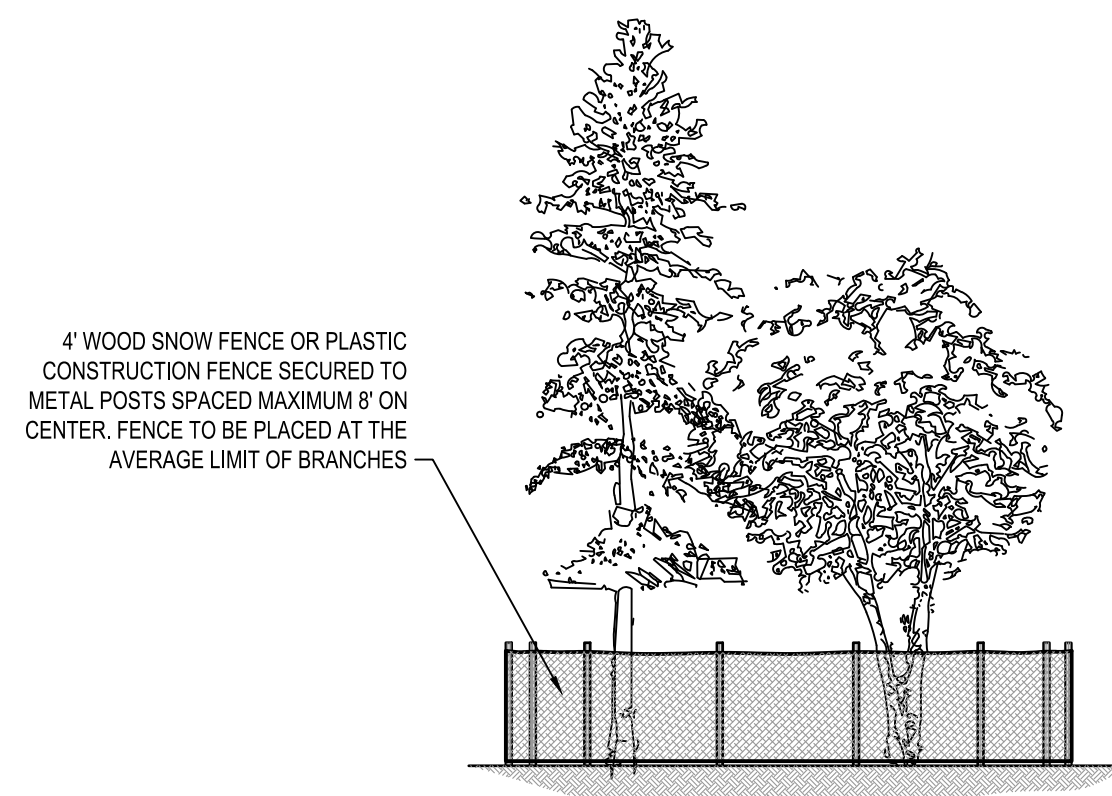 4' WOOD SNOW FENCE OR PLASTIC
CONSTRUCTION FENCE SECURED TO
METAL POSTS SPACED MAXIMUM 8' ON
CENTER. FENCE TO BE PLACED AT THE
AVERAGE LIMIT OF BRANCHES